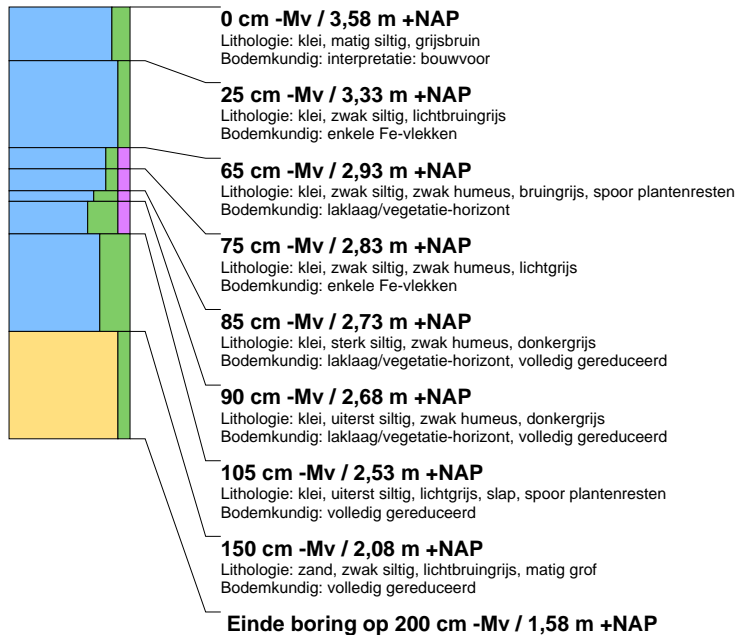 0 cm -Mv / 3,58 m +NAP
Lithologie: klei, matig siltig, grijsbruin
Bodemkundig: interpretatie: bouwvoor
25 cm -Mv / 3,33 m +NAP
Lithologie: klei, zwak siltig, lichtbruingrijs
Bodemkundig: enkele Fe-vlekken
65 cm -Mv / 2,93 m +NAP
Lithologie: klei, zwak siltig, zwak humeus, bruingrijs, spoor plantenresten
Bodemkundig: laklaag/vegetatie-horizont
75 cm -Mv / 2,83 m +NAP
Lithologie: klei, zwak siltig, zwak humeus, lichtgrijs
Bodemkundig: enkele Fe-vlekken
85 cm -Mv / 2,73 m +NAP
Lithologie: klei, sterk siltig, zwak humeus, donkergrijs
Bodemkundig: laklaag/vegetatie-horizont, volledig gereduceerd
90 cm -Mv / 2,68 m +NAP
Lithologie: klei, uiterst siltig, zwak humeus, donkergrijs
Bodemkundig: laklaag/vegetatie-horizont, volledig gereduceerd
105 cm -Mv / 2,53 m +NAP
Lithologie: klei, uiterst siltig, lichtgrijs, slap, spoor plantenresten
Bodemkundig: volledig gereduceerd
150 cm -Mv / 2,08 m +NAP
Lithologie: zand, zwak siltig, lichtbruingrijs, matig grof
Bodemkundig: volledig gereduceerd
Einde boring op 200 cm -Mv / 1,58 m +NAP